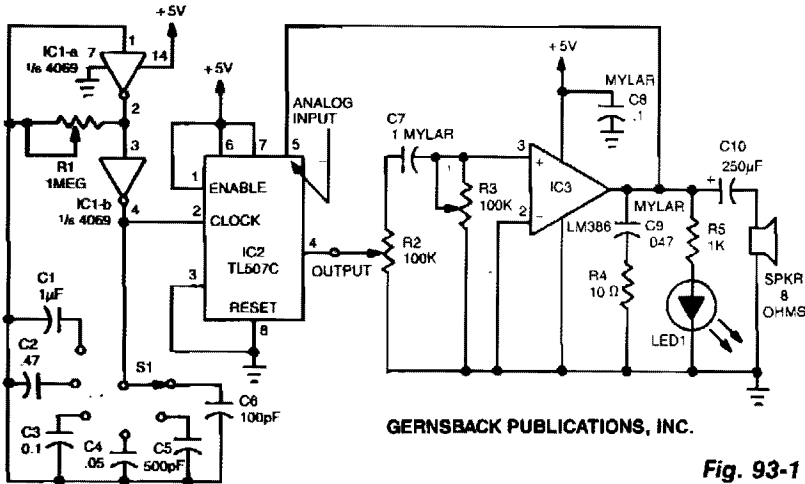 +5V
IC1-a
1/6 4069
7
1
14
2
R1
1MEG
3
IC1-b
1/6 4069
4
+5V
6
7
5
ANALOG
INPUT
1
ENABLE
2
CLOCK
IC2
TL507C
4
OUTPUT
3
RESET
8
C1
1µF
C2
.47
C3
0.1
C4
.05
C5
500pF
C6
100pF
S1
C7
1 MYLAR
R2
100K
R3
100K
+5V
MYLAR
C8
.1
3
+
2
−
IC3
LM386
MYLAR
C9
.047
R4
10 Ω
R5
1K
LED1
C10
250µF
+
SPKR
8
OHMS
GERNSBACK PUBLICATIONS, INC.
Fig. 93-1